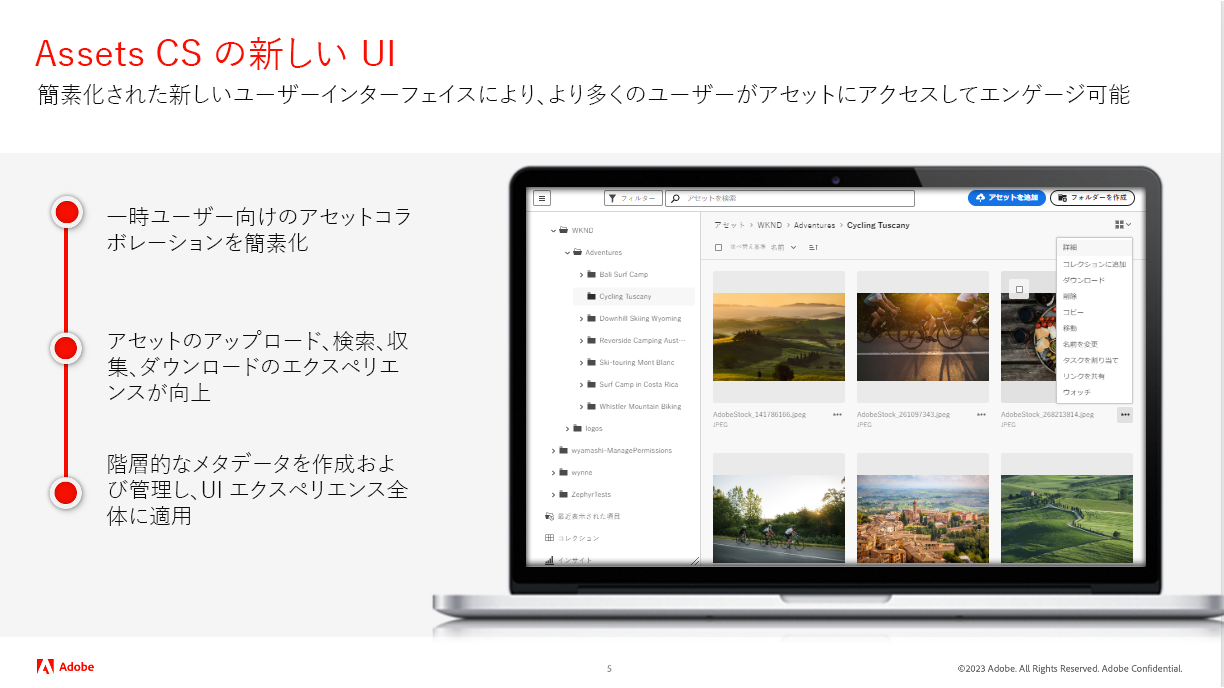 Assets CS の新しい UI
簡素化された新しいユーザーインターフェイスにより、より多くのユーザーがアセットにアクセスしてエンゲージ可能
一時ユーザー向けのアセットコラ
ボレーションを簡素化
アセットのアップロード、検索、収
集、ダウンロードのエクスペリエ
ンスが向上
階層的なメタデータを作成およ
び管理し、UI エクスペリエンス全
体に適用
フィルター
アセットを検索
アセットを追加
フォルダーを作成
WKND
Adventures
Bali Surf Camp
Cycling Tuscany
Downhill Skiing Wyoming
Reverside Camping Aust…
Ski-touring Mont Blanc
Surf Camp in Costa Rica
Whistler Mountain Biking
logos
wyamashi-ManagePermissions
wynne
ZephyrTests
最近表示された項目
コレクション
インサイト
アセット > WKND > Adventures > Cycling Tuscany
並べ替え基準 名前
詳細
コレクションに追加
ダウンロード
削除
コピー
移動
名前を変更
タスクを割り当て
リンクを共有
ウォッチ
AdobeStock_141786166.jpeg
JPEG
AdobeStock_261097343.jpeg
JPEG
AdobeStock_268213814.jpeg
JPEG
Adobe
5
©2023 Adobe. All Rights Reserved. Adobe Confidential.